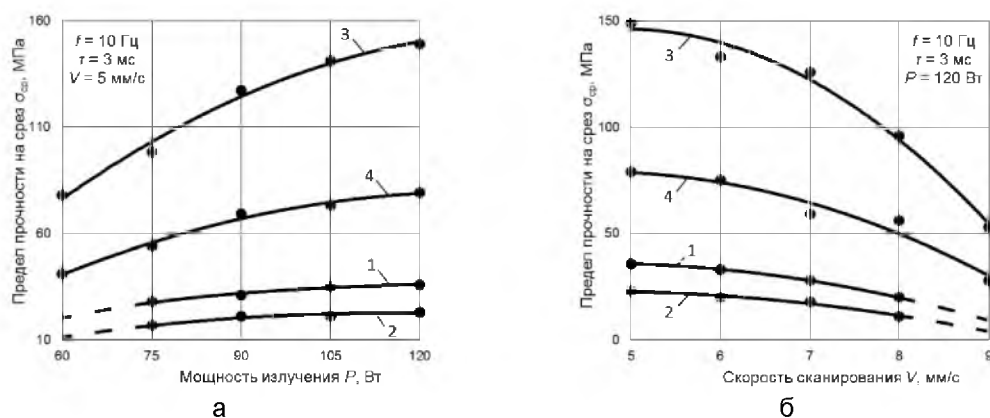 160
110
60
10
Предел прочности на срез σср, МПа
f = 10 Гц
τ = 3 мс
V = 5 мм/с
3
4
1
2
60 75 90 105 120
Мощность излучения P, Вт
а
150
100
50
0
Предел прочности на срез σср, МПа
f = 10 Гц
τ = 3 мс
P = 120 Вт
3
4
1
2
5 6 7 8 9
Скорость сканирования V, мм/с
б